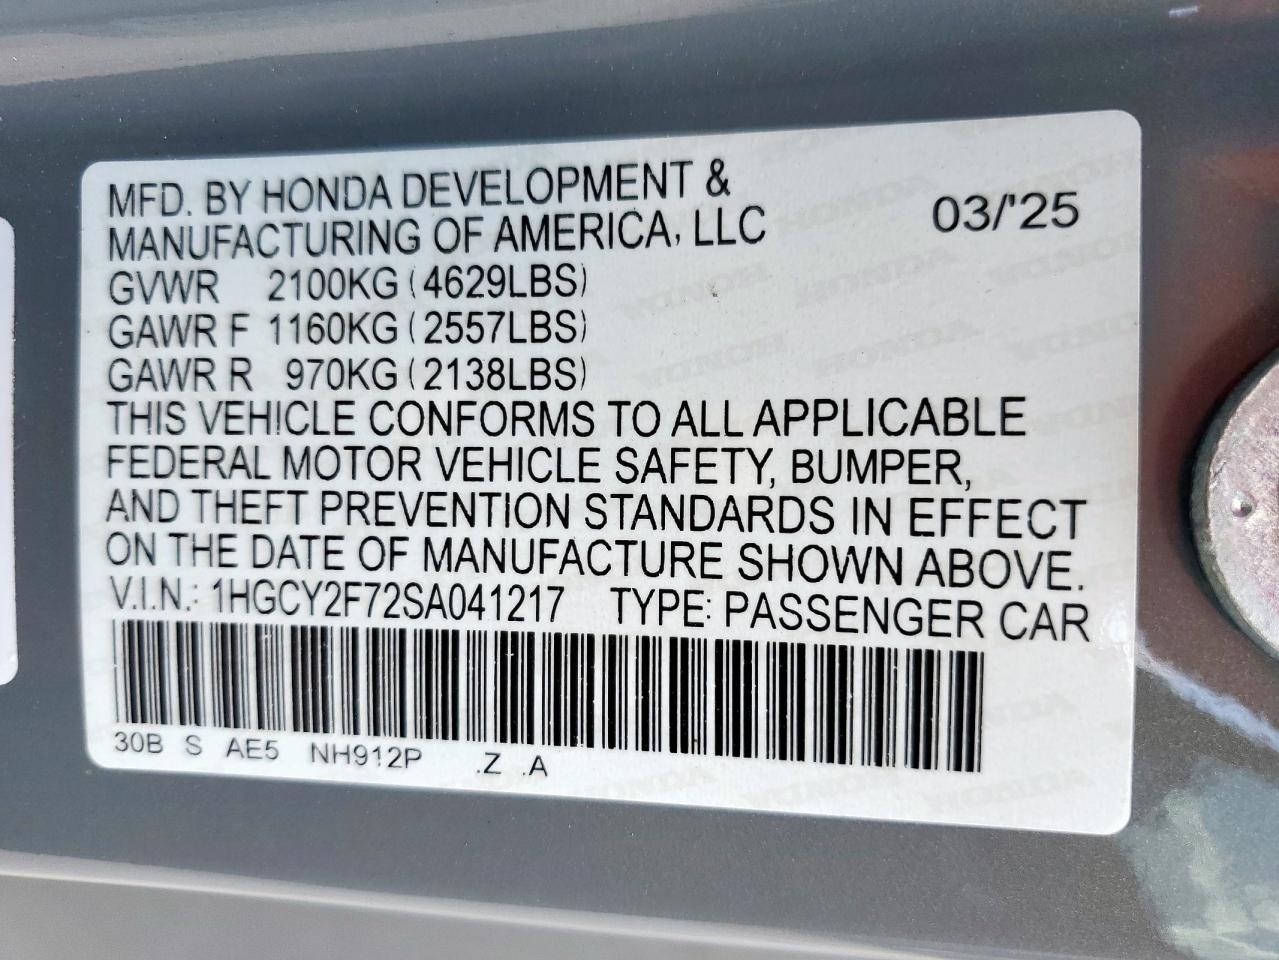 MFD. BY HONDA DEVELOPMENT &
MANUFACTURING OF AMERICA, LLC 03/'25
GVWR 2100KG (4629LBS)
GAWR F 1160KG (2557LBS)
GAWR R 970KG (2138LBS)
THIS VEHICLE CONFORMS TO ALL APPLICABLE
FEDERAL MOTOR VEHICLE SAFETY, BUMPER,
AND THEFT PREVENTION STANDARDS IN EFFECT
ON THE DATE OF MANUFACTURE SHOWN ABOVE.
V.I.N.: 1HGCY2F72SA041217 TYPE: PASSENGER CAR
30B S AE5 NH912P .Z .A